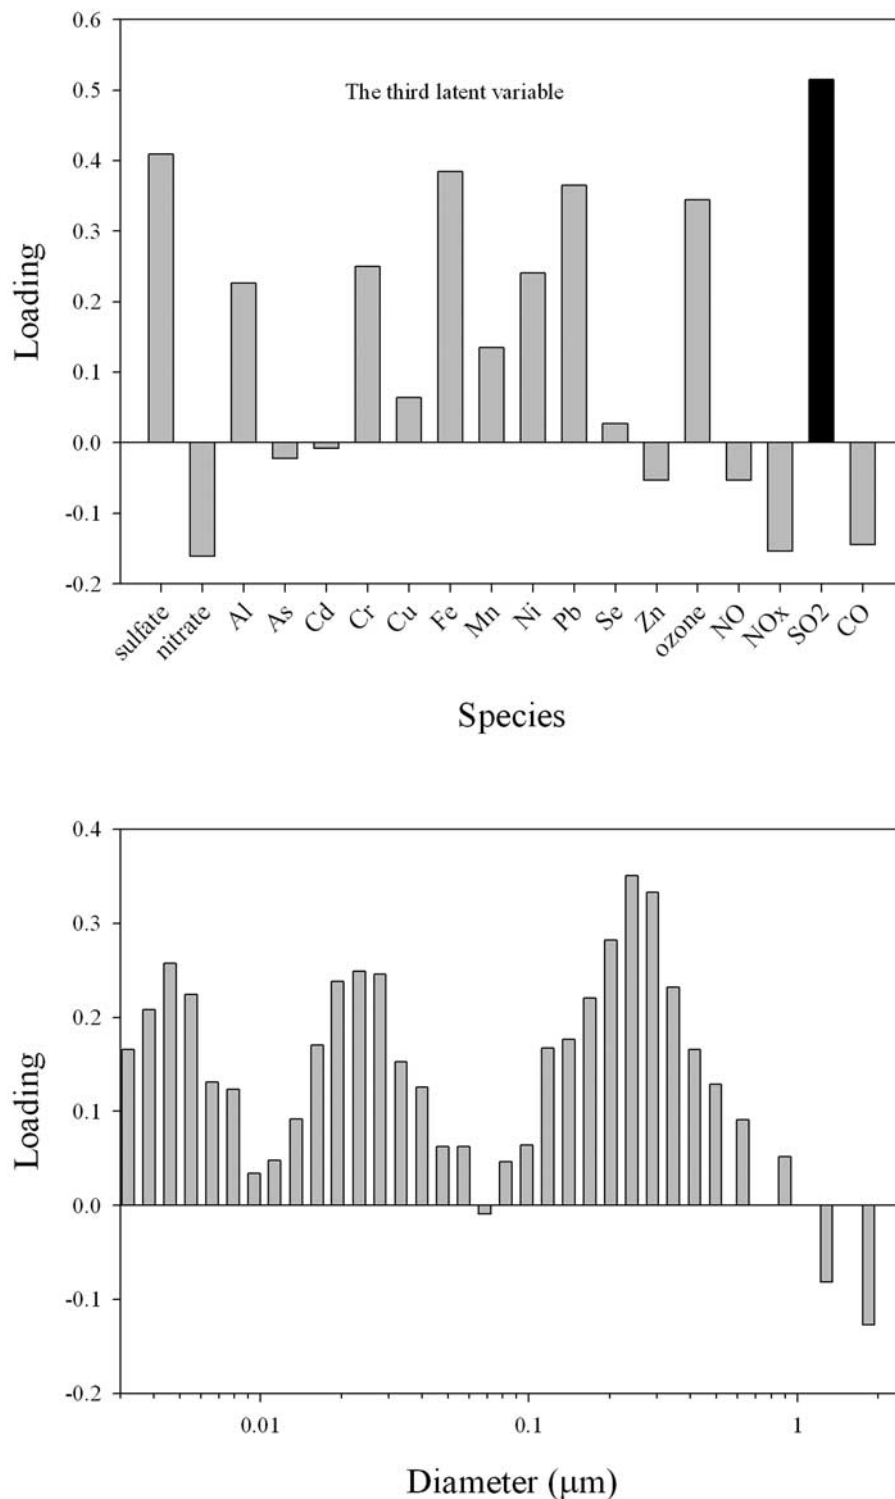 0.6
0.5
0.4
0.3
0.2
0.1
0.0
-0.1
-0.2
Loading
The third latent variable
sulfate
nitrate
Al
As
Cd
Cr
Cu
Fe
Mn
Ni
Pb
Se
Zn
ozone
NO
NOx
SO2
CO
Species
0.4
0.3
0.2
0.1
0.0
-0.1
-0.2
Loading
0.01
0.1
1
Diameter (μm)